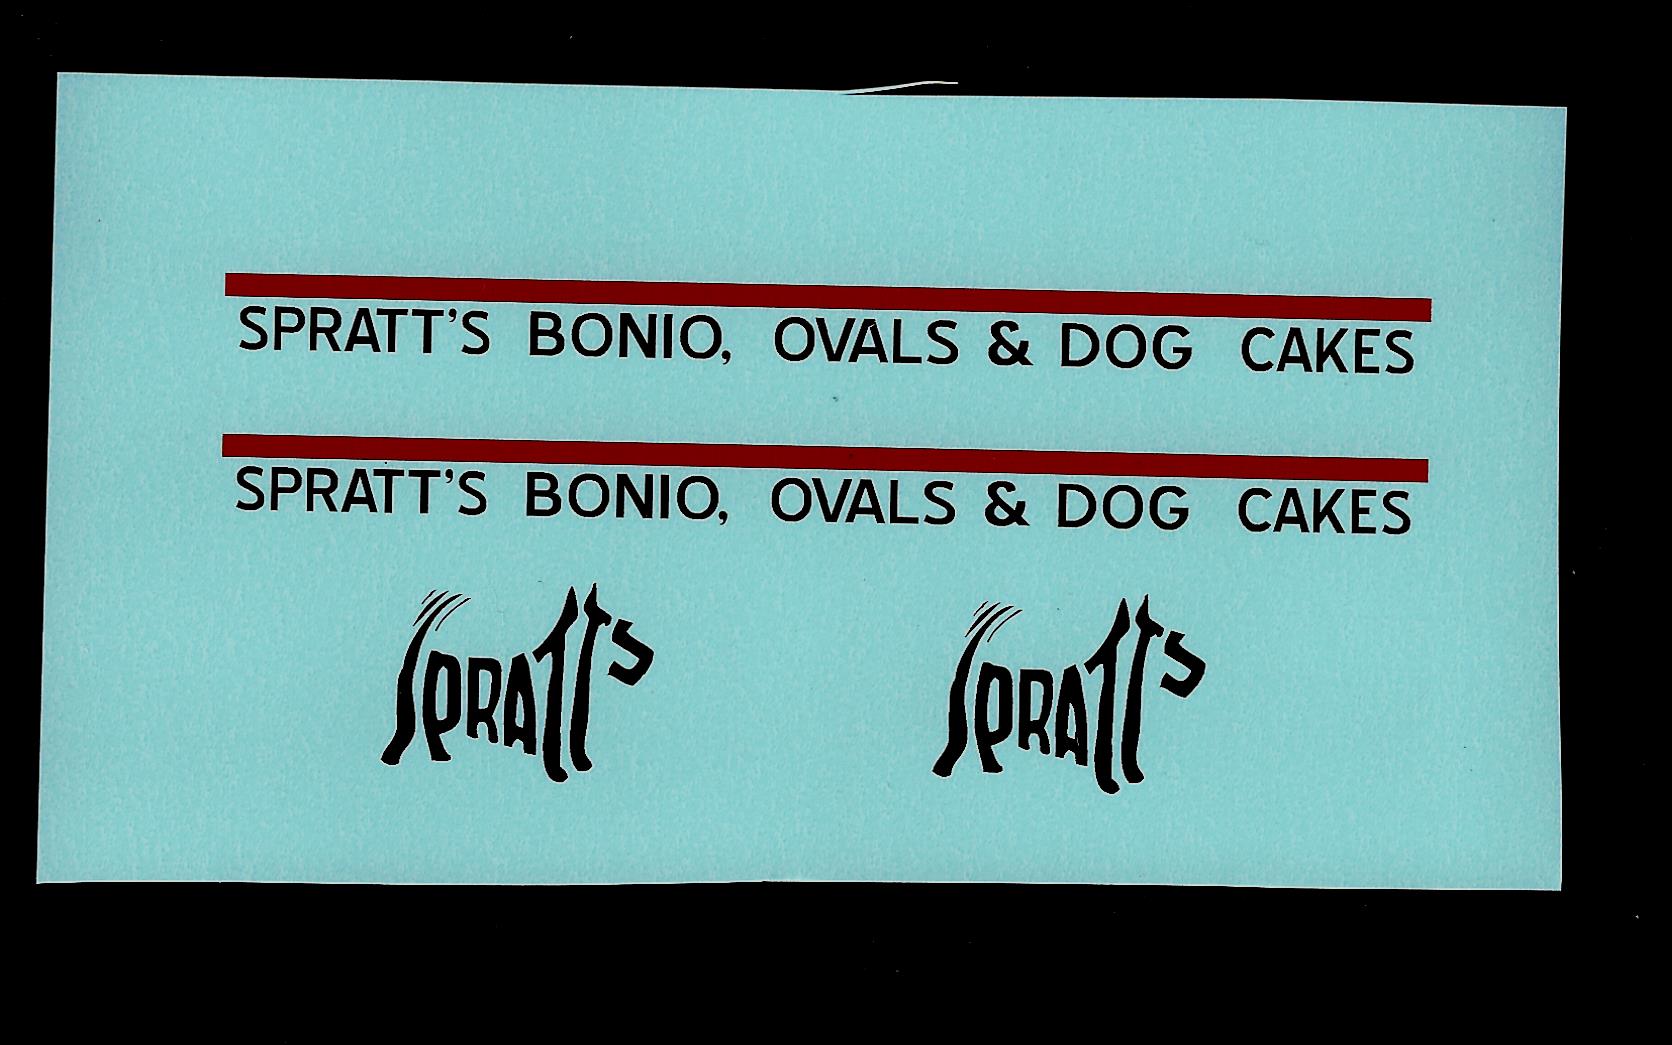 SPRATT'S BONIO, OVALS & DOG CAKES
SPRATT'S BONIO, OVALS & DOG CAKES
SPRATT'S SPRATT'S